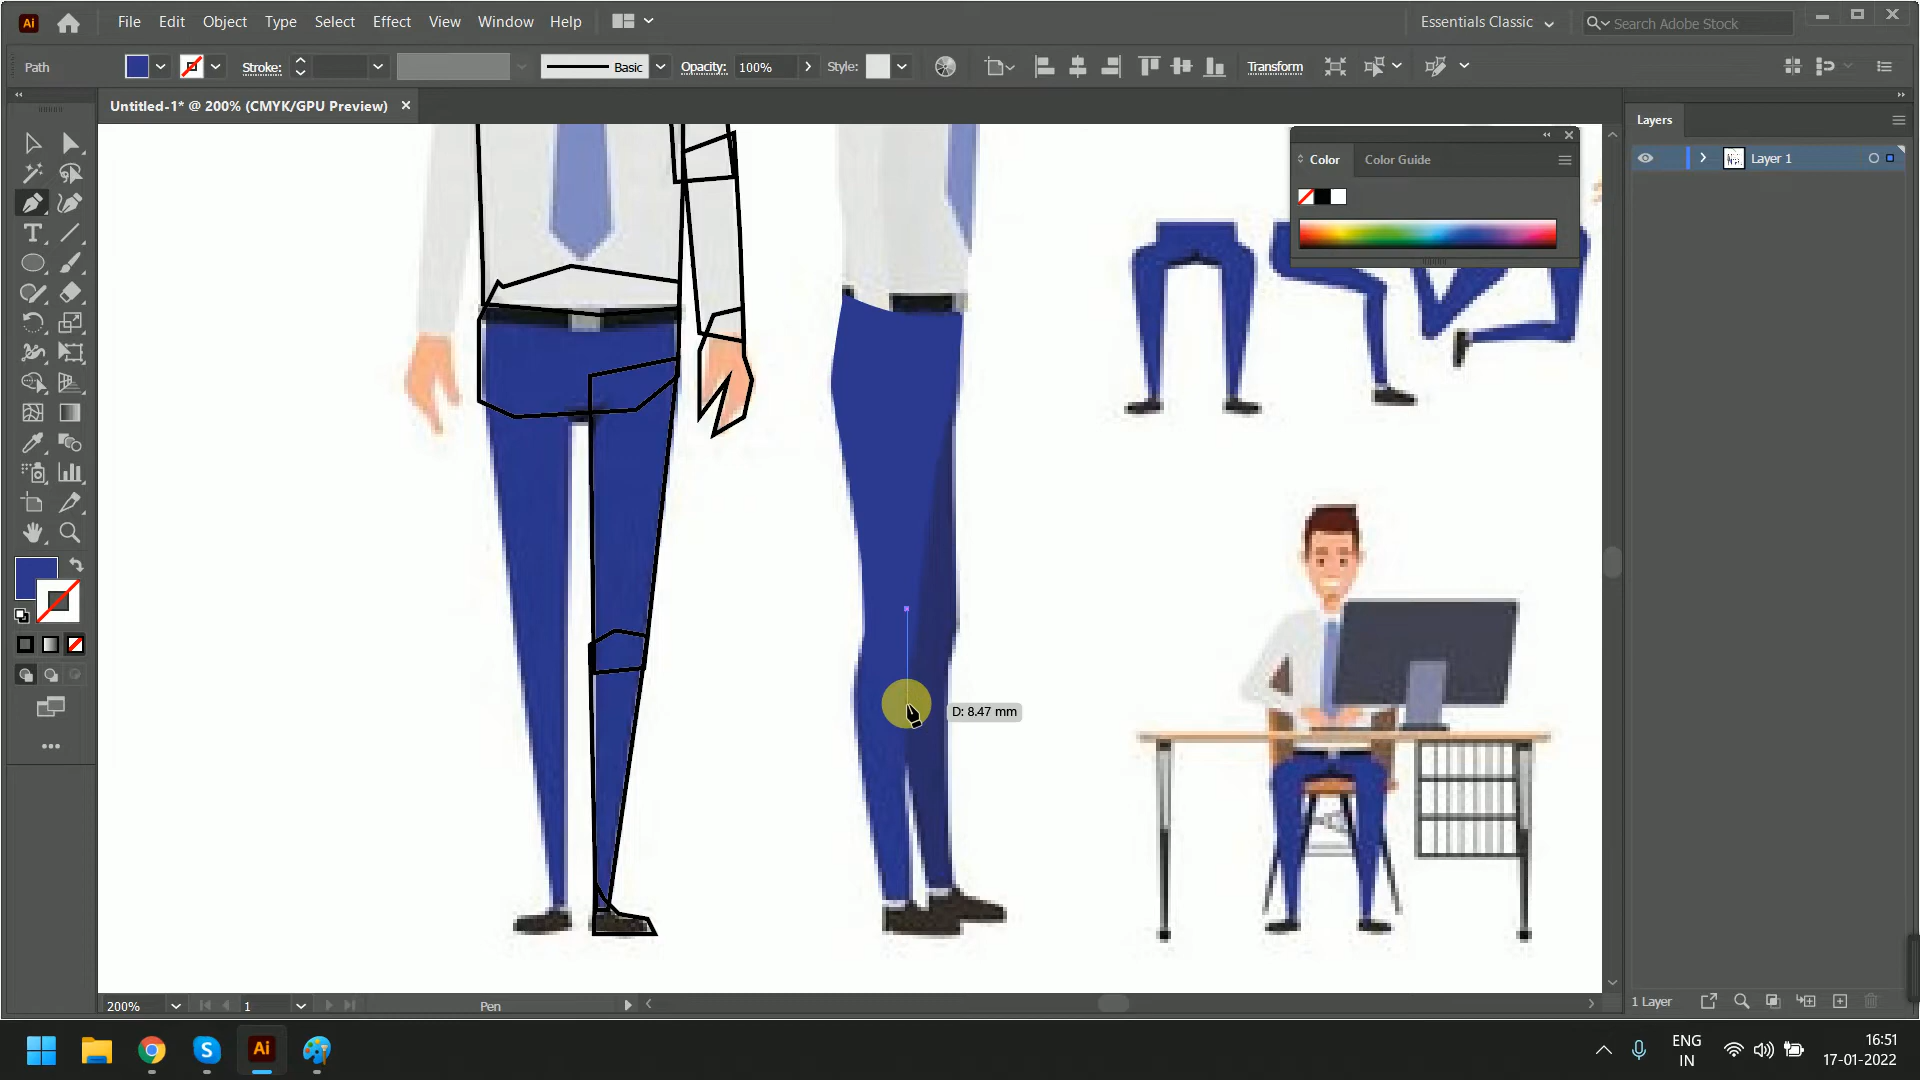 Ai File Edit Object Type Select Effect View Window Help Essentials Classic Search Adobe Stock
Path Stroke: Basic Opacity: 100% Style: Transform
Untitled-1* @ 200% (CMYK/GPU Preview)
Layers
Color Color Guide
Layer 1
D: 8.47 mm
200% 1 Pen 1 Layer
S Ai ENG 16:51
IN 17-01-2022